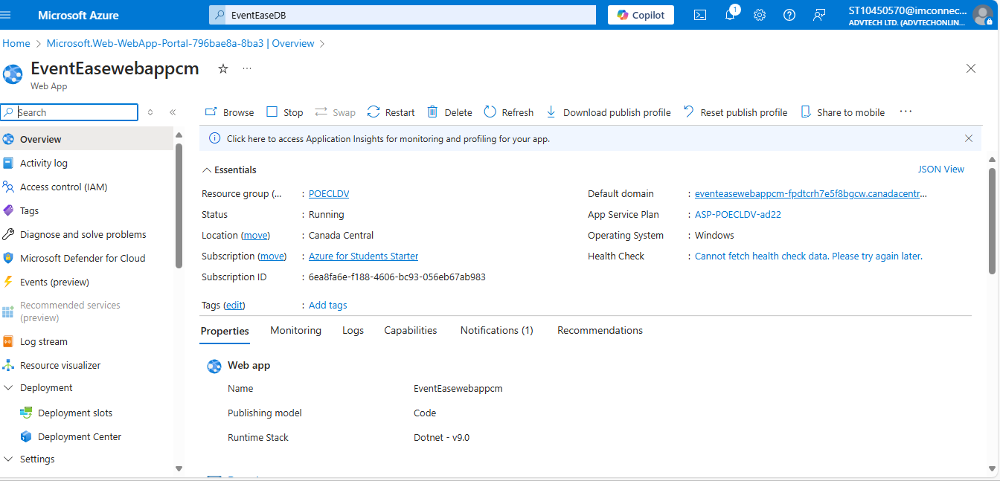 Microsoft Azure
EventEaseDB
Copilot
1
ST10450570@imconnec...
ADVTECH LTD. (ADVTECHONLIN...
Home > Microsoft.Web-WebApp-Portal-796bae8a-8ba3 | Overview >
EventEasewebappcm
Web App
Search
Browse Stop Swap Restart Delete Refresh Download publish profile Reset publish profile Share to mobile
Overview
Activity log
Access control (IAM)
Tags
Diagnose and solve problems
Microsoft Defender for Cloud
Events (preview)
Recommended services
(preview)
Log stream
Resource visualizer
Deployment
Deployment slots
Deployment Center
Settings
Click here to access Application Insights for monitoring and profiling for your app.
Essentials
JSON View
Resource group (... : POECLDV
Status : Running
Location (move) : Canada Central
Subscription (move) : Azure for Students Starter
Subscription ID : 6ea8fa6e-f188-4606-bc93-056eb67ab983
Default domain : eventeasewebappcm-fpdtcrh7e5f8bgcw.canadacentr...
App Service Plan : ASP-POECLDV-ad22
Operating System : Windows
Health Check : Cannot fetch health check data. Please try again later.
Tags (edit) : Add tags
Properties Monitoring Logs Capabilities Notifications (1) Recommendations
Web app
Name EventEasewebappcm
Publishing model Code
Runtime Stack Dotnet - v9.0